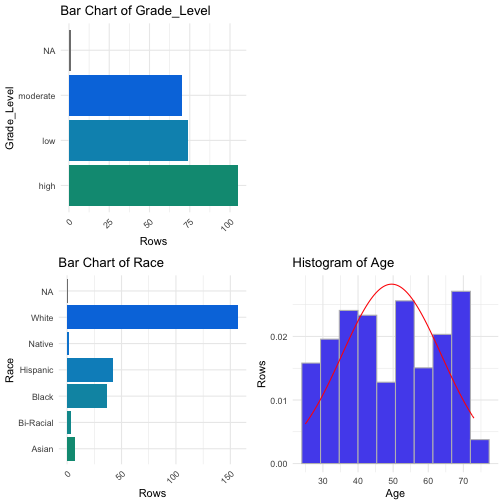 Bar Chart of Grade_Level
NA
moderate
low
high
Grade_Level
0
25
50
75
100
Rows
Bar Chart of Race
NA
White
Native
Hispanic
Black
Bi-Racial
Asian
Race
0
50
100
150
Rows
Histogram of Age
0.02
0.01
0.00
Rows
30 40 50 60 70
Age